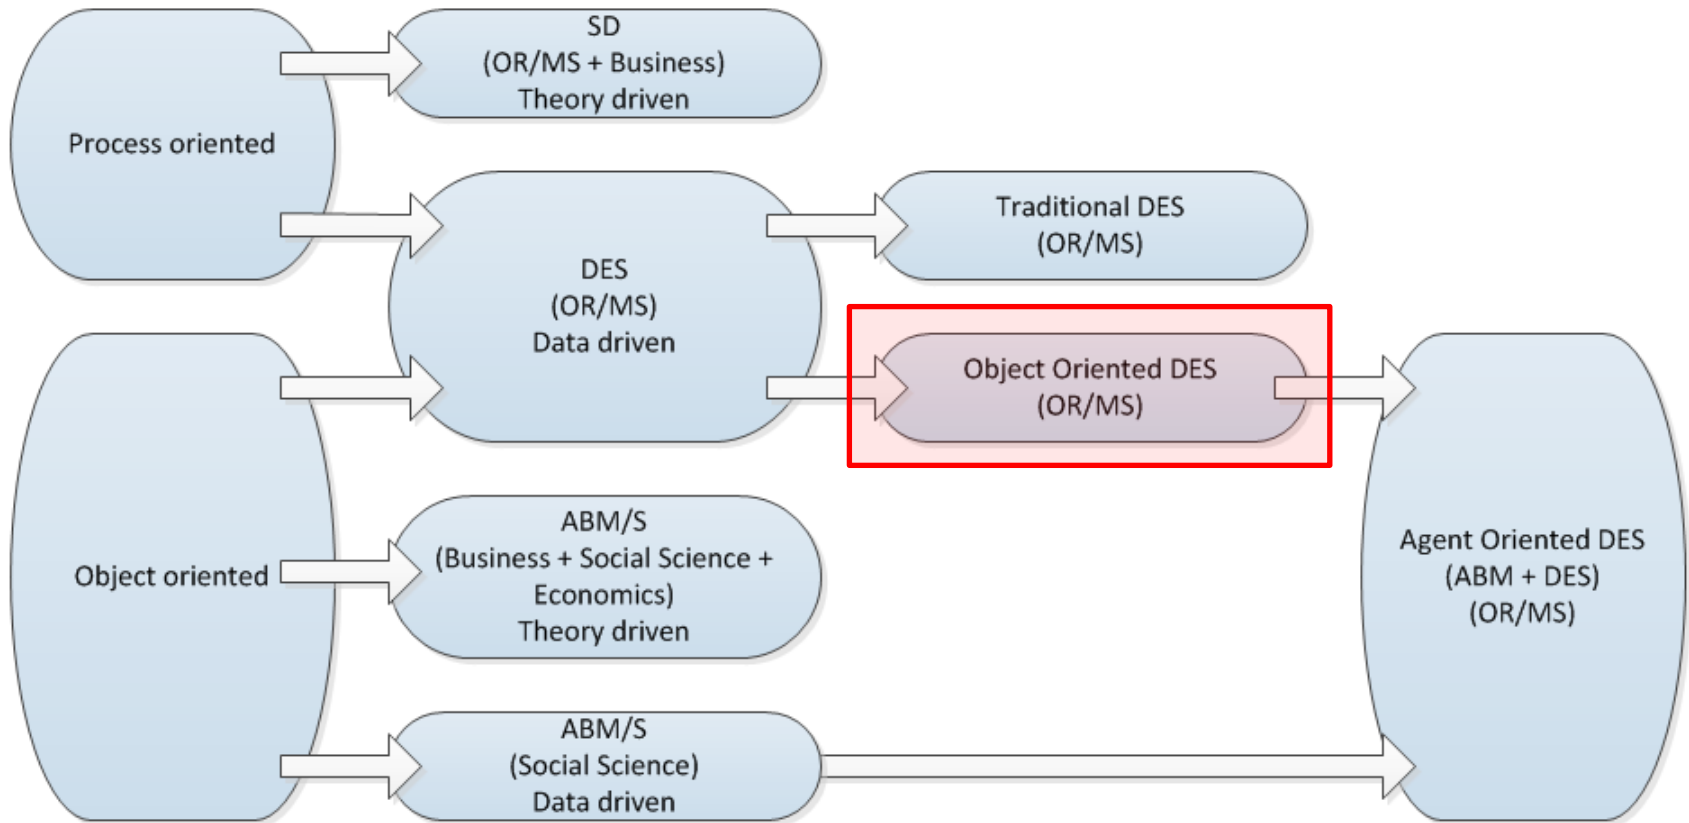 SD
(OR/MS + Business)
Theory driven
Process oriented
Traditional DES
(OR/MS)
DES
(OR/MS)
Data driven
Object Oriented DES
(OR/MS)
ABM/S
(Business + Social Science +
Economics)
Theory driven
Object oriented
Agent Oriented DES
(ABM + DES)
(OR/MS)
ABM/S
(Social Science)
Data driven